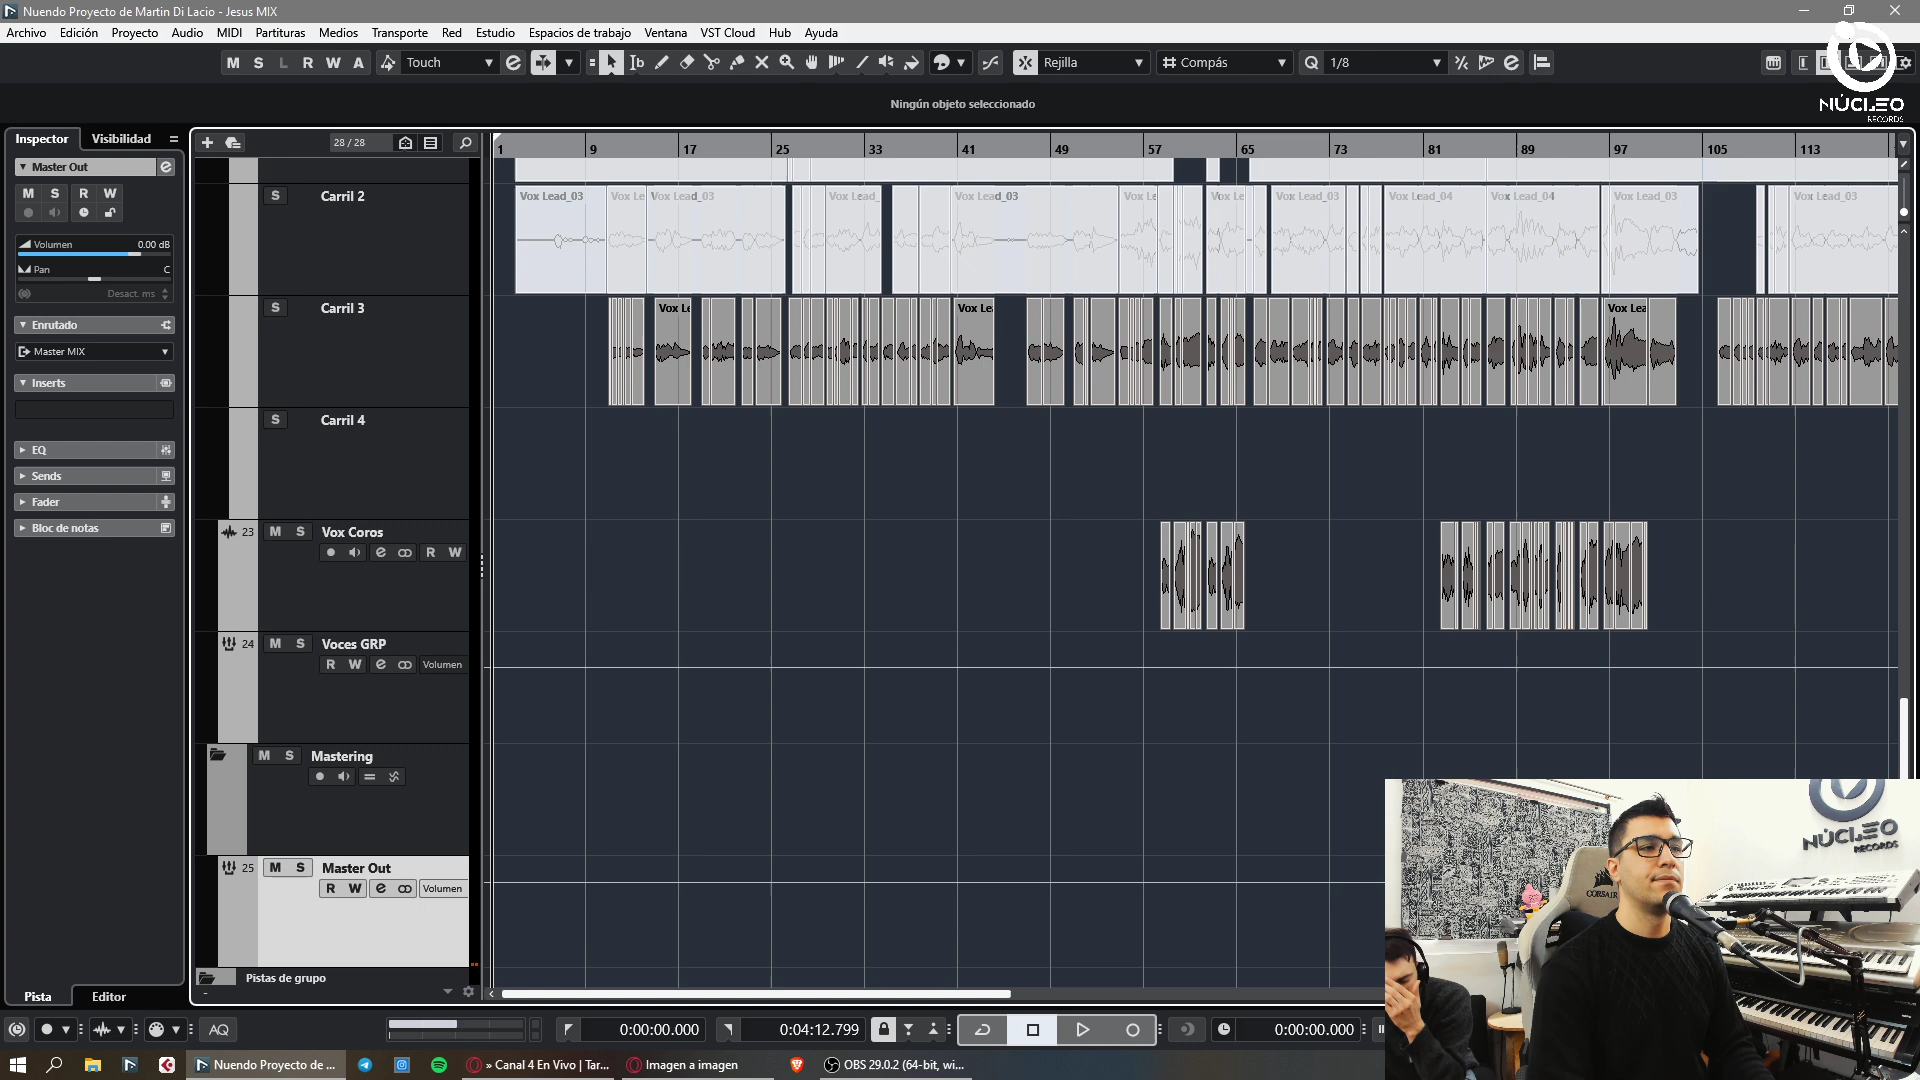 Nuendo Proyecto de Martin Di Lacio - Jesus MIX
Archivo Edición Proyecto Audio MIDI Partituras Medios Transporte Red Estudio Espacios de trabajo Ventana VST Cloud Hub Ayuda
M S L R W A Touch Rejilla Compás Q 1/8
NÚCLEO
RECORDS
Ningún objeto seleccionado
Inspector Visibilidad
28 / 28
1 9 17 25 33 41 49 57 65 73 81 89 97 105 113
Master Out
M S R W
Volumen 0.00 dB
Pan C
Desact. ms
Enrutado
Master MIX
Inserts
EQ
Sends
Fader
Bloc de notas
S Carril 2
Vox Lead_03 Vox Le Vox Lead_03 Vox Lead_ Vox Lead_03 Vox Le Vox Le Vox Lead_03 Vox Lead_04 Vox Lead_04 Vox Lead_03 Vox Lead_03
S Carril 3
Vox Le Vox Lea Vox Lea
S Carril 4
23 M S Vox Coros
R W
24 M S Voces GRP
R W Volumen
M S Mastering
25 M S Master Out
R W Volumen
Pistas de grupo
Pista Editor
NÚCLEO
RECORDS
CORSAIR
AQ 0:00:00.000 0:04:12.799 0:00:00.000
Nuendo Proyecto de ... » Canal 4 En Vivo | Tar... Imagen a imagen OBS 29.0.2 (64-bit, wi...